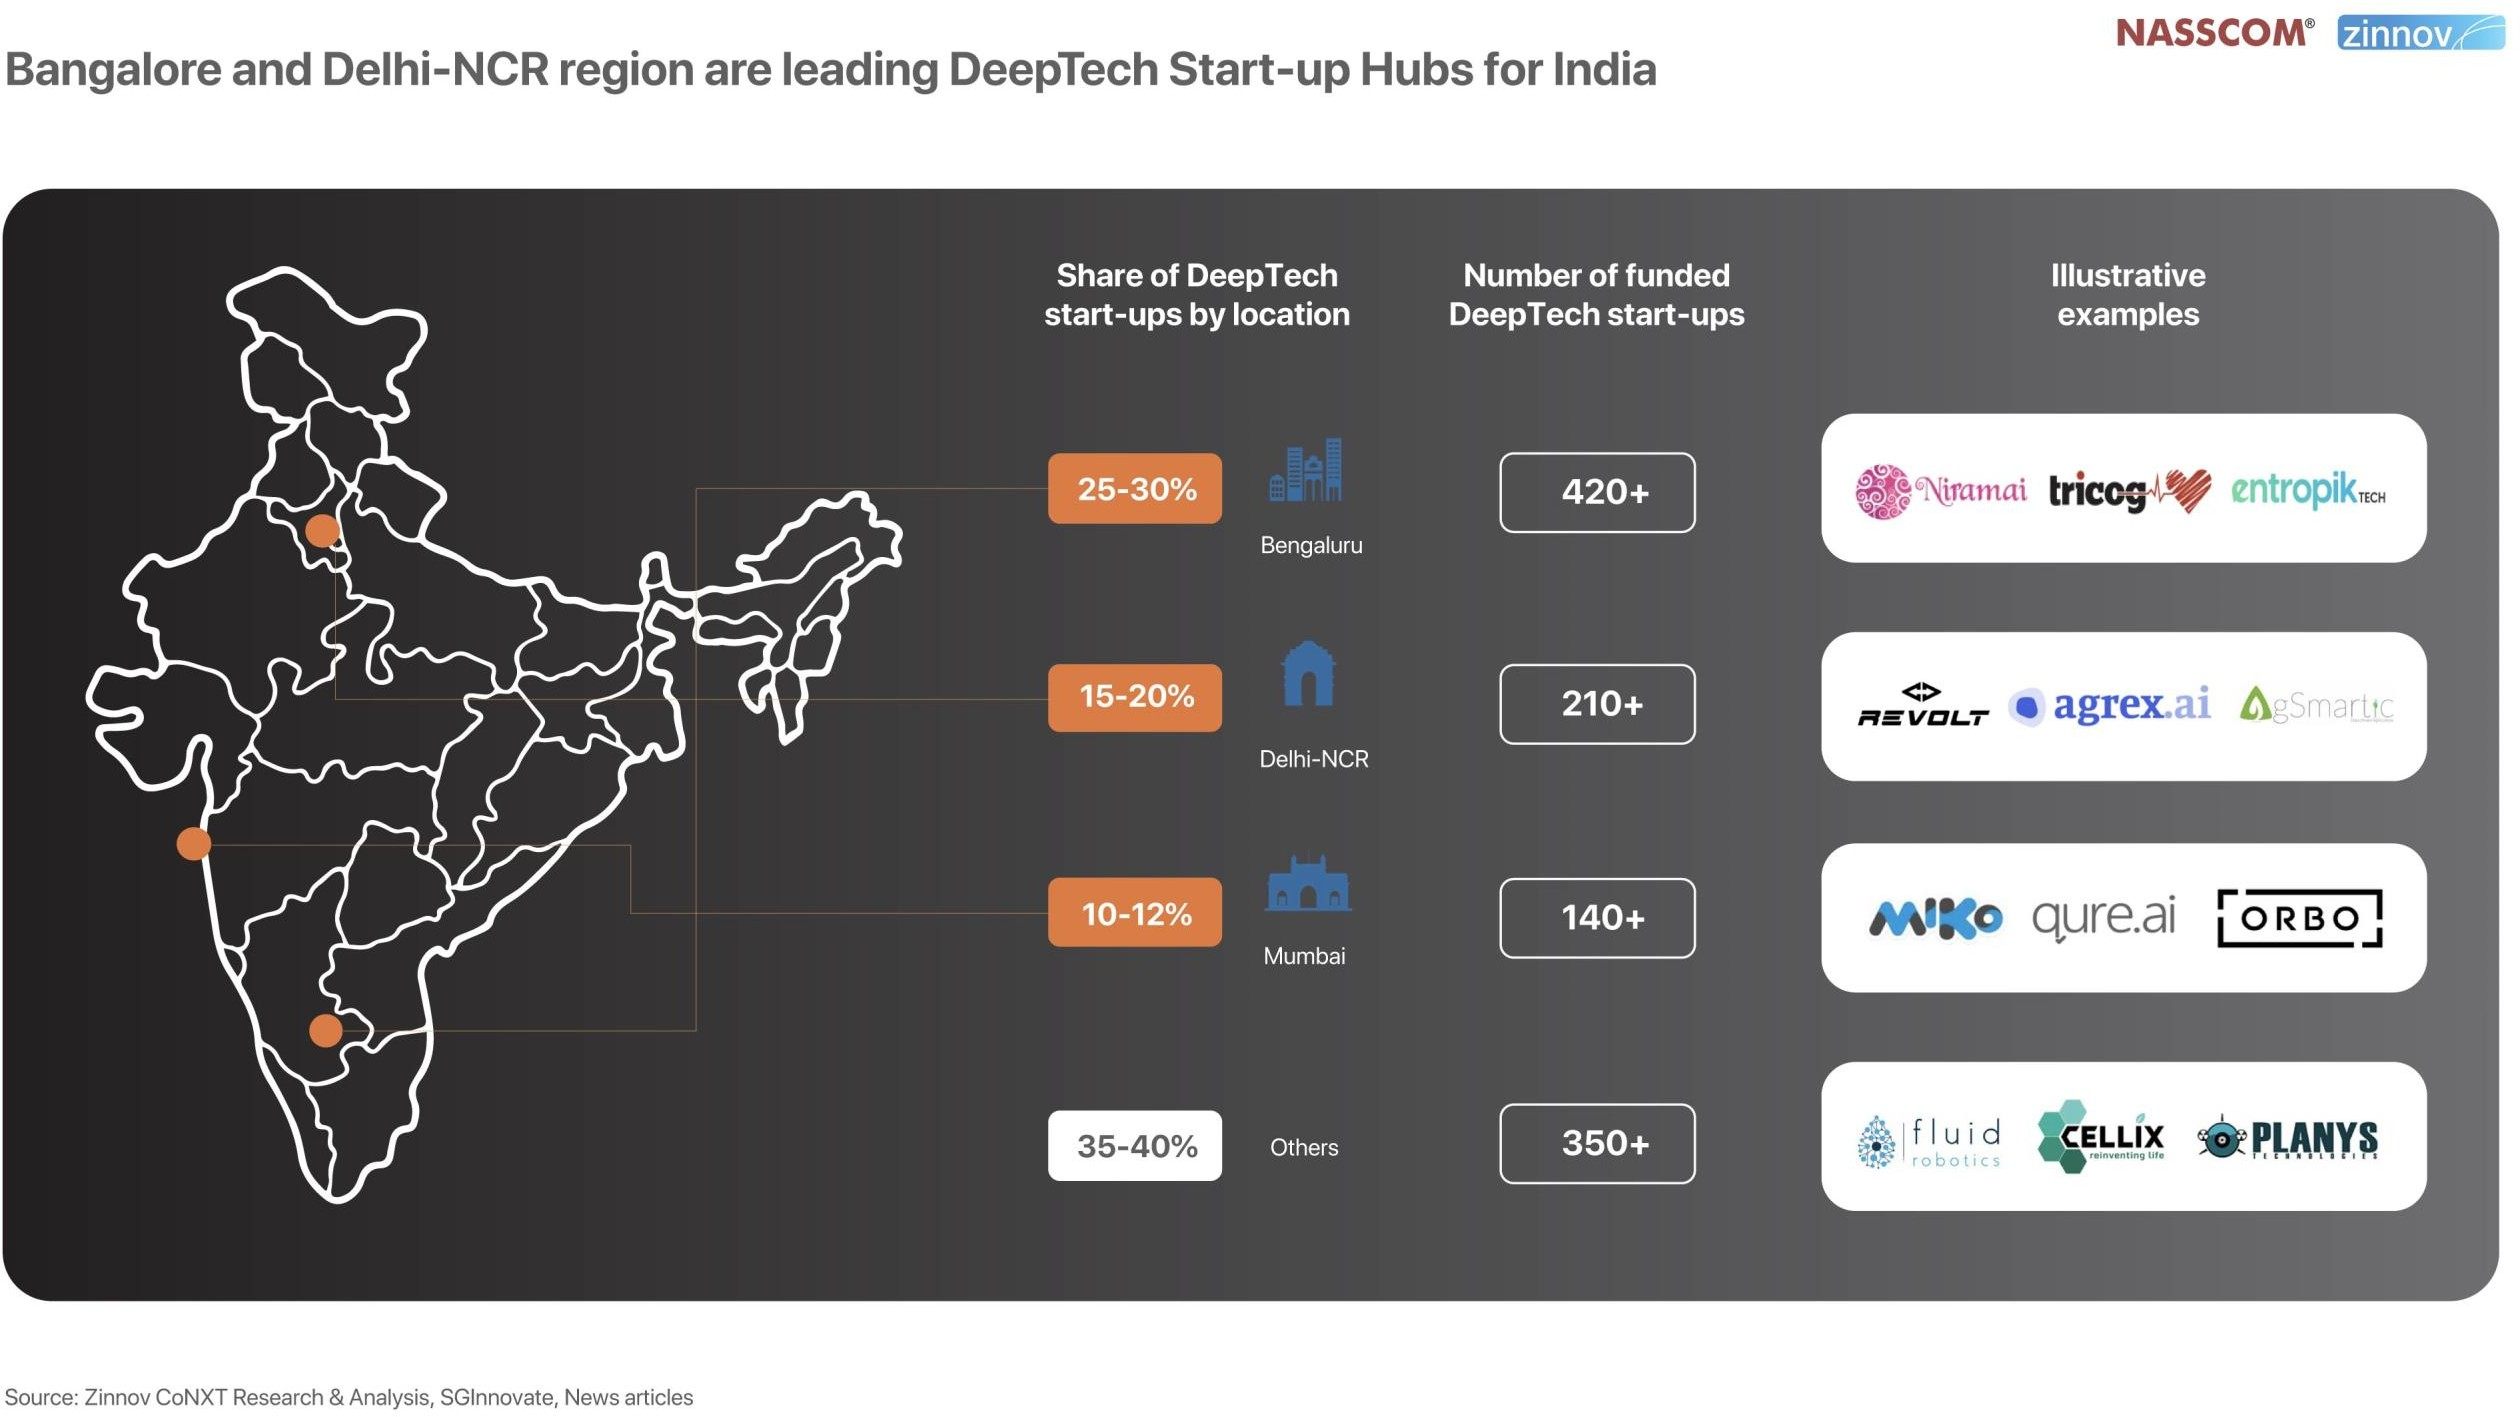 NASSCOM®
zinnov
Bangalore and Delhi-NCR region are leading DeepTech Start-up Hubs for India
Share of DeepTech
start-ups by location
Number of funded
DeepTech start-ups
Illustrative
examples
25-30%
Bengaluru
420+
Niramai
tricog
entropik TECH
15-20%
Delhi-NCR
210+
REVOLT
agrex.ai
AgSmartic
10-12%
Mumbai
140+
MIKO
qure.ai
ORBO
35-40%
Others
350+
fluid
robotics
CELLIX
reinventing life
PLANYS
TECHNOLOGIES
Source: Zinnov CoNXT Research & Analysis, SGInnovate, News articles